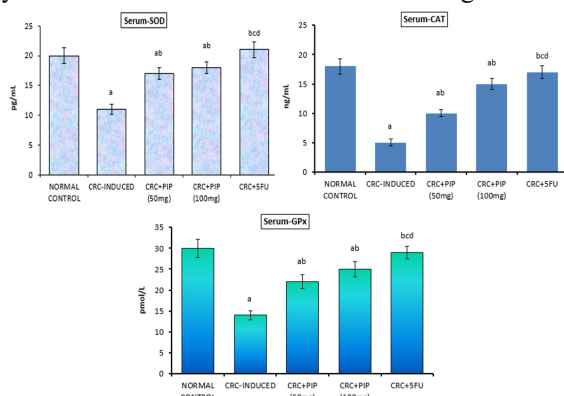 Serum-SOD
pg/mL
25
20
15
10
5
0
a
ab
ab
bcd
NORMAL CONTROL
CRC-INDUCED
CRC+PIP (50mg)
CRC+PIP (100mg)
CRC+5FU
Serum-CAT
ng/mL
25
20
15
10
5
0
a
ab
ab
bcd
NORMAL CONTROL
CRC-INDUCED
CRC+PIP (50mg)
CRC+PIP (100mg)
CRC+5FU
Serum-GPx
pmol/L
35
30
25
20
15
10
5
0
a
ab
ab
bcd
NORMAL
CRC-INDUCED
CRC+PIP
CRC+PIP
CRC+5FU